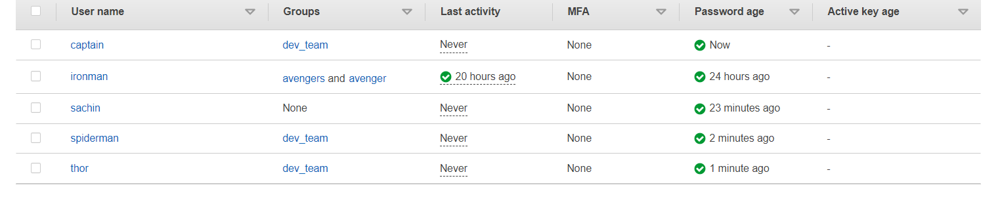 User name Groups Last activity MFA Password age Active key age
captain dev_team Never None Now -
ironman avengers and avenger 20 hours ago None 24 hours ago -
sachin None Never None 23 minutes ago -
spiderman dev_team Never None 2 minutes ago -
thor dev_team Never None 1 minute ago -